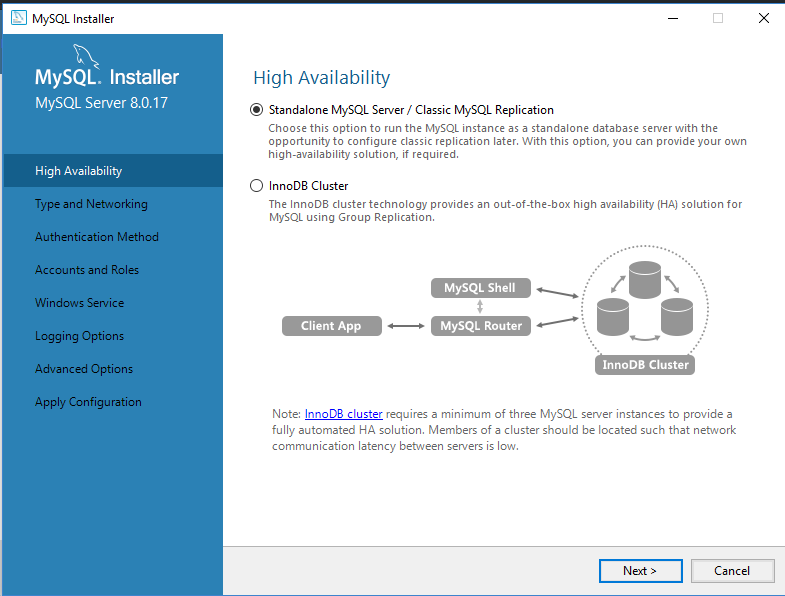 MySQL Installer
MySQL. Installer
MySQL Server 8.0.17
High Availability
Type and Networking
Authentication Method
Accounts and Roles
Windows Service
Logging Options
Advanced Options
Apply Configuration
High Availability
Standalone MySQL Server / Classic MySQL Replication
Choose this option to run the MySQL instance as a standalone database server with the
opportunity to configure classic replication later. With this option, you can provide your own
high-availability solution, if required.
InnoDB Cluster
The InnoDB cluster technology provides an out-of-the-box high availability (HA) solution for
MySQL using Group Replication.
MySQL Shell
Client App
MySQL Router
InnoDB Cluster
Note: InnoDB cluster requires a minimum of three MySQL server instances to provide a
fully automated HA solution. Members of a cluster should be located such that network
communication latency between servers is low.
Next >
Cancel